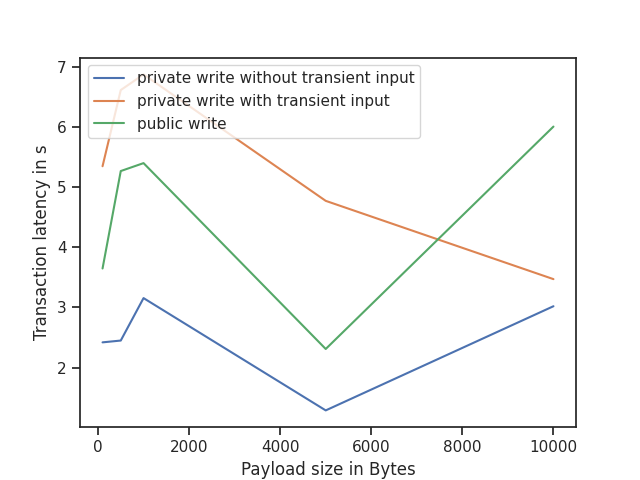 private write without transient input
private write with transient input
public write
7
6
5
4
3
2
Transaction latency in s
0
2000
4000
6000
8000
10000
Payload size in Bytes